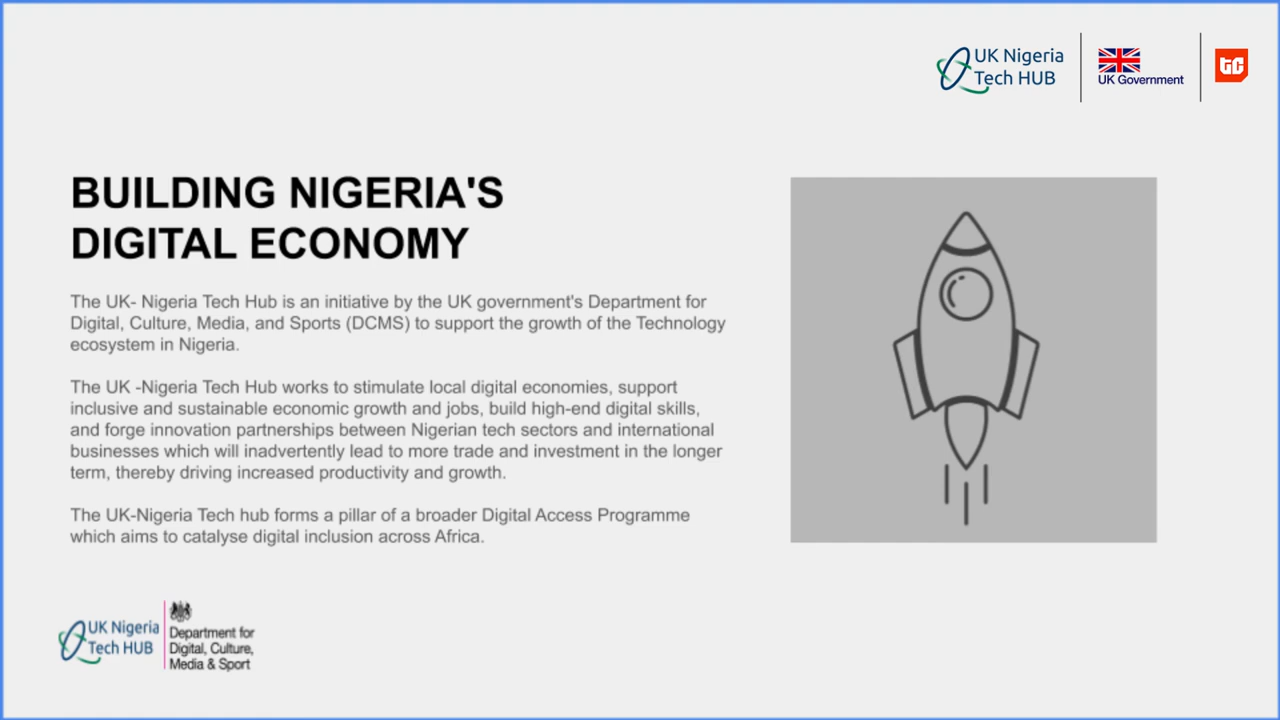 UK Nigeria
Tech HUB
UK Government
TC
BUILDING NIGERIA'S
DIGITAL ECONOMY
The UK- Nigeria Tech Hub is an initiative by the UK government's Department for
Digital, Culture, Media, and Sports (DCMS) to support the growth of the Technology
ecosystem in Nigeria.
The UK -Nigeria Tech Hub works to stimulate local digital economies, support
inclusive and sustainable economic growth and jobs, build high-end digital skills,
and forge innovation partnerships between Nigerian tech sectors and international
businesses which will inadvertently lead to more trade and investment in the longer
term, thereby driving increased productivity and growth.
The UK-Nigeria Tech hub forms a pillar of a broader Digital Access Programme
which aims to catalyse digital inclusion across Africa.
UK Nigeria
Tech HUB
Department for
Digital, Culture,
Media & Sport